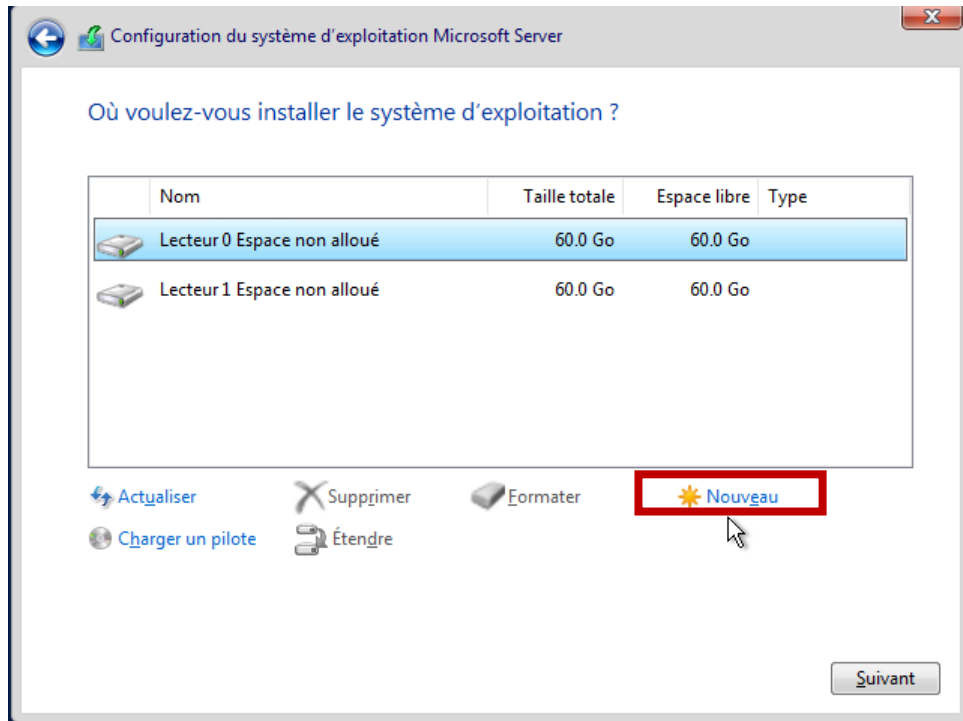 Configuration du système d'exploitation Microsoft Server
Où voulez-vous installer le système d'exploitation ?
Nom Taille totale Espace libre Type
Lecteur 0 Espace non alloué 60.0 Go 60.0 Go
Lecteur 1 Espace non alloué 60.0 Go 60.0 Go
Actualiser Supprimer Formater Nouveau
Charger un pilote Étendre
Suivant